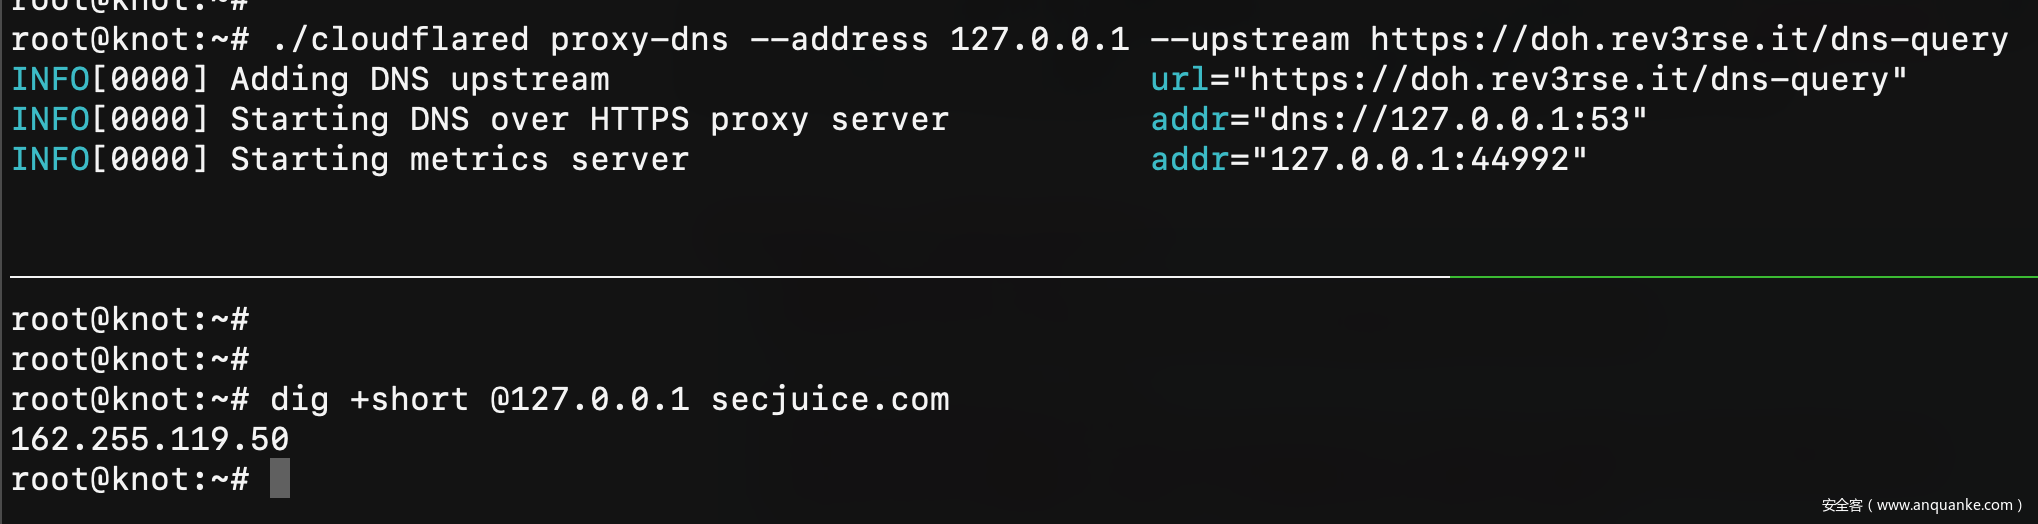 root@knot:~#
root@knot:~# ./cloudflared proxy-dns --address 127.0.0.1 --upstream https://doh.rev3rse.it/dns-query
INFO[0000] Adding DNS upstream url="https://doh.rev3rse.it/dns-query"
INFO[0000] Starting DNS over HTTPS proxy server addr="dns://127.0.0.1:53"
INFO[0000] Starting metrics server addr="127.0.0.1:44992"
root@knot:~#
root@knot:~#
root@knot:~# dig +short @127.0.0.1 secjuice.com
162.255.119.50
root@knot:~#
安全客（www.anquanke.com）